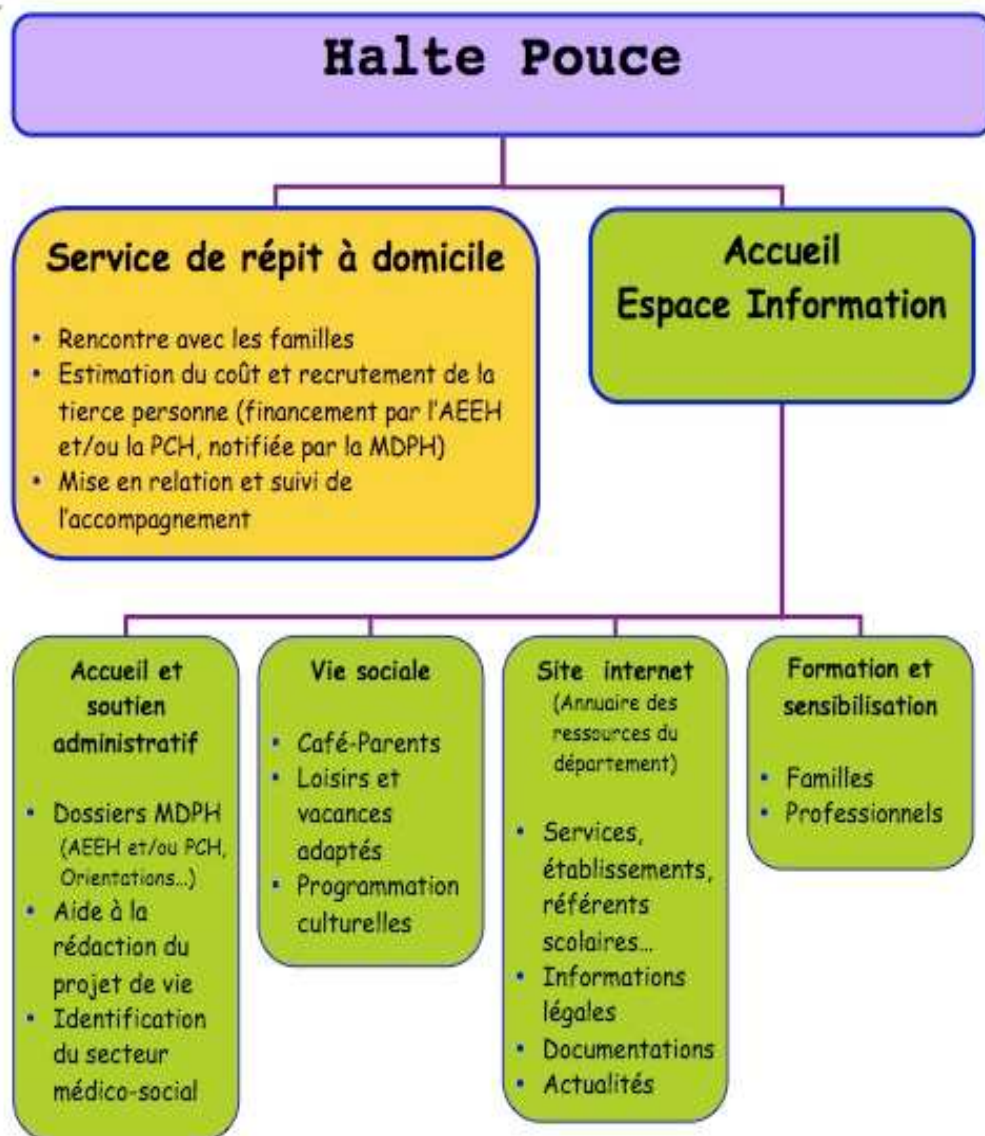 Halte Pouce
Service de répit à domicile
• Rencontre avec les familles
• Estimation du coût et recrutement de la
tierce personne (financement par l'AEEH
et/ou la PCH, notifiée par la MDPH)
• Mise en relation et suivi de
l'accompagnement
Accueil
Espace Information
Accueil et
soutien
administratif
• Dossiers MDPH
(AEEH et/ou PCH,
Orientations...)
• Aide à la
rédaction du
projet de vie
• Identification
du secteur
médico-social
Vie sociale
• Café-Parents
• Loisirs et
vacances
adaptés
• Programmation
culturelles
Site internet
(Annuaire des
ressources du
département)
• Services,
établissements,
référents
scolaires...
• Informations
légales
• Documentations
• Actualités
Formation et
sensibilisation
• Familles
• Professionnels